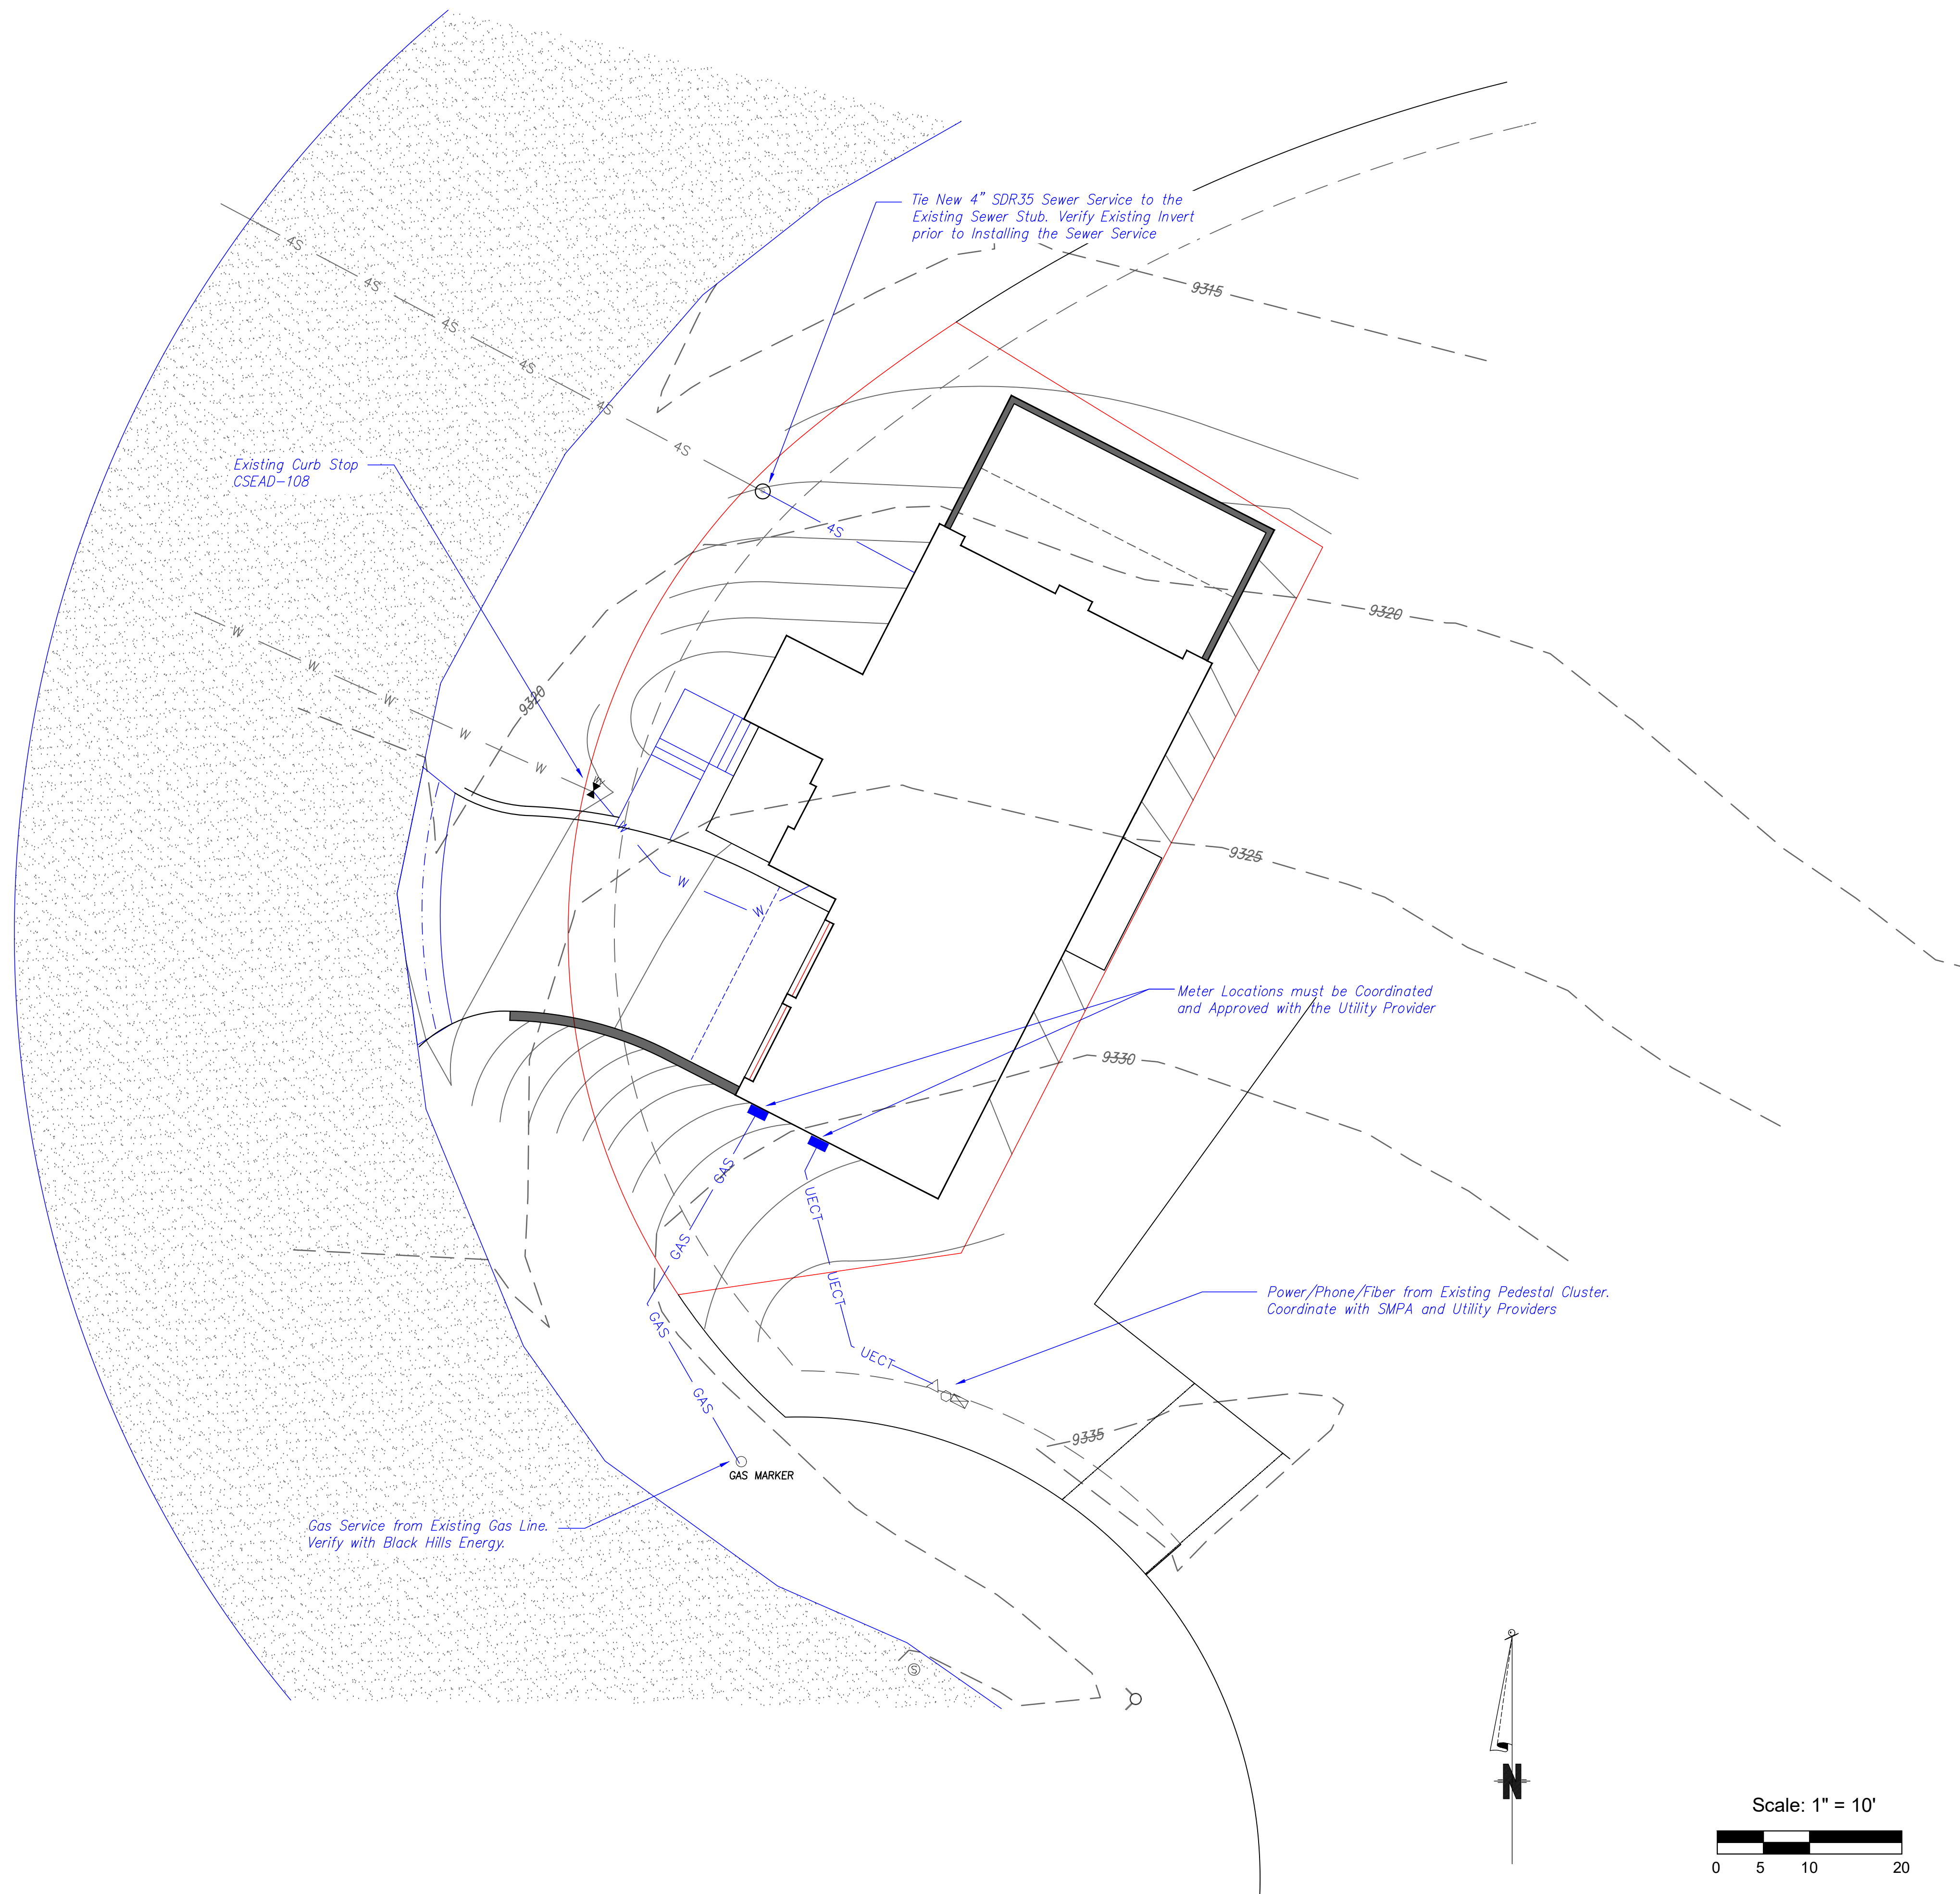 Tie New 4" SDR35 Sewer Service to the
Existing Sewer Stub. Verify Existing Invert
prior to Installing the Sewer Service
4S
4S
4S
4S
4S
4S
9315
Existing Curb Stop
CSEAD-108
4S
9320
W
W
W
W
W
9320
W
W
W
W
9325
Meter Locations must be Coordinated
and Approved with the Utility Provider
9330
GAS
UECT
GAS
UECT
Power/Phone/Fiber from Existing Pedestal Cluster.
Coordinate with SMPA and Utility Providers
GAS
UECT
GAS
9335
GAS MARKER
Gas Service from Existing Gas Line.
Verify with Black Hills Energy.
S
N
Scale: 1" = 10'
0 5 10 20